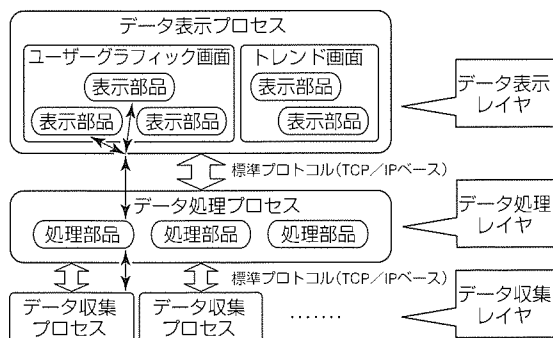 データ表示プロセス
ユーザーグラフィック画面
表示部品
表示部品
表示部品
トレンド画面
表示部品
表示部品
データ表示
レイヤ
標準プロトコル(TCP/IPベース)
データ処理プロセス
処理部品
処理部品
処理部品
データ処理
レイヤ
標準プロトコル(TCP/IPベース)
データ収集
プロセス
データ収集
プロセス
‥‥‥‥
データ収集
レイヤ